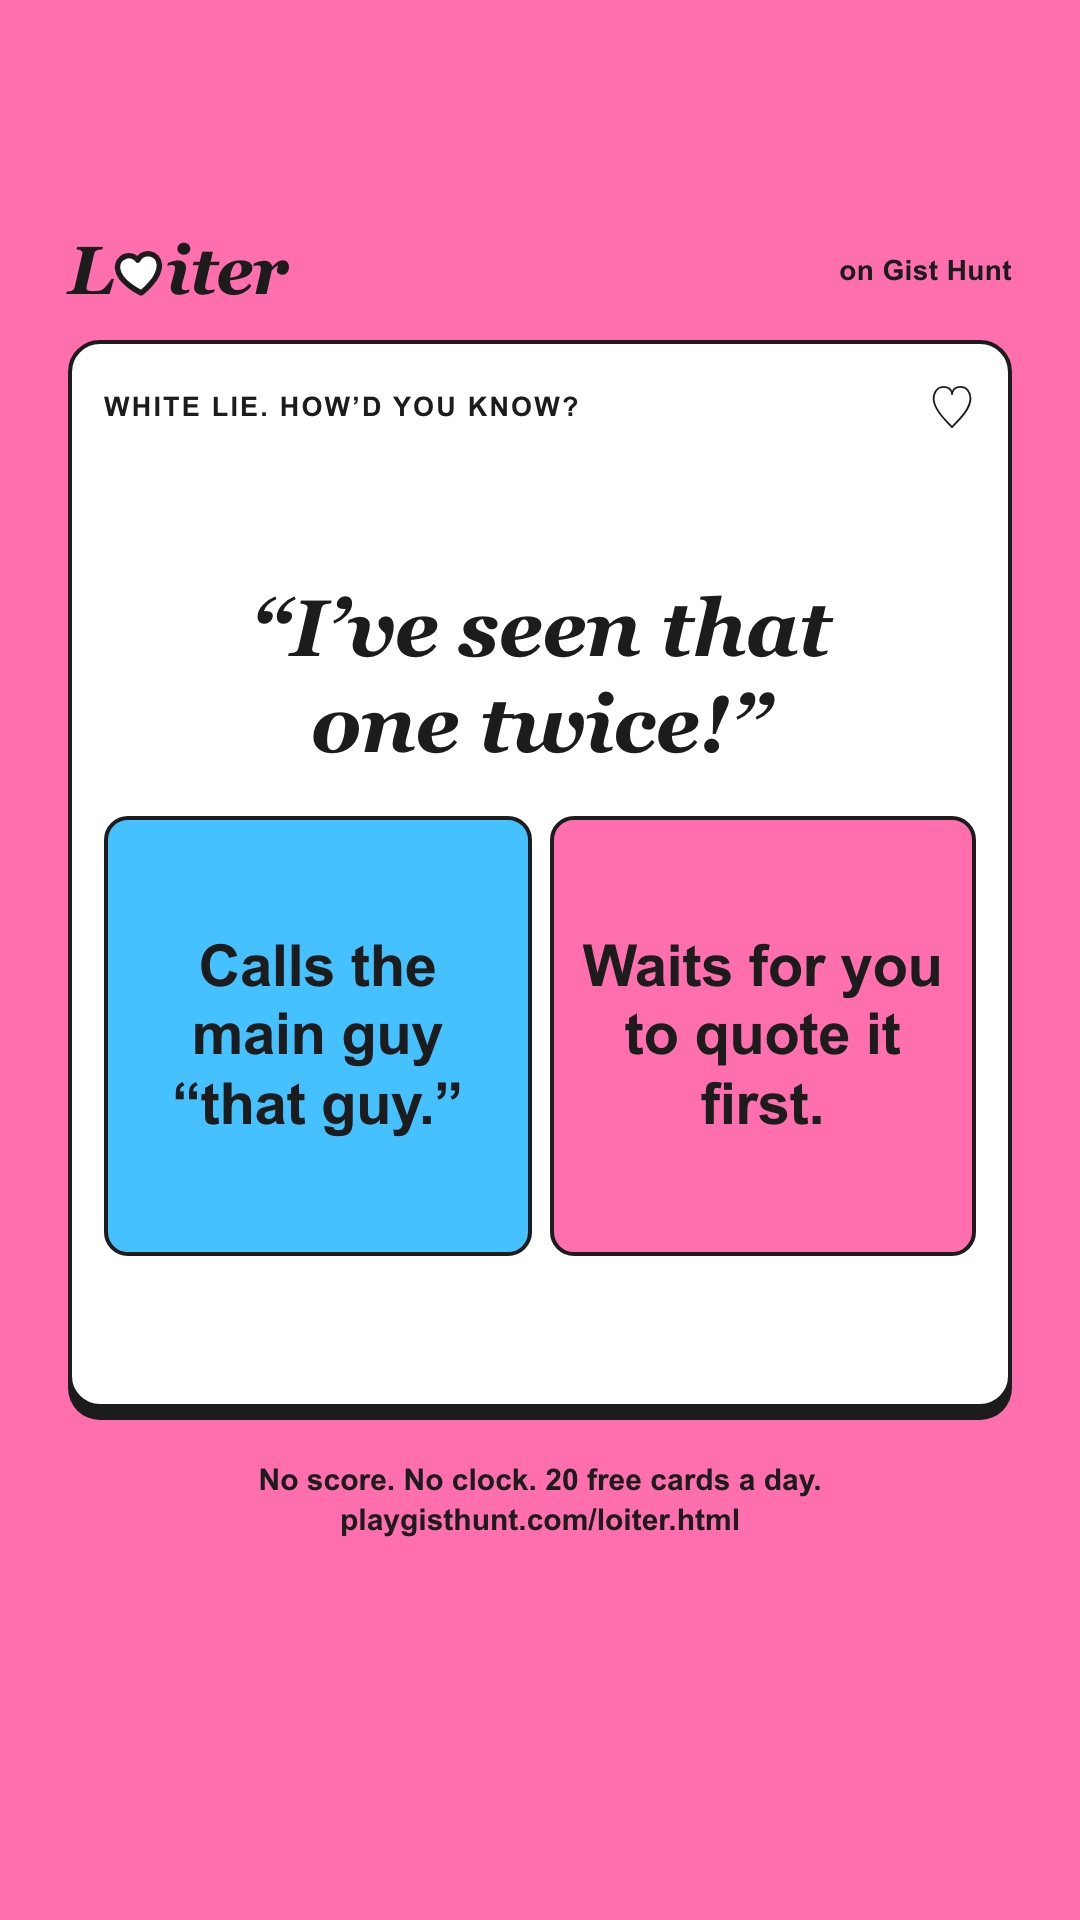 Loiter
on Gist Hunt
WHITE LIE. HOW’D YOU KNOW?
“I’ve seen that
one twice!”
Calls the
main guy
“that guy.”
Waits for you
to quote it
first.
No score. No clock. 20 free cards a day.
playgisthunt.com/loiter.html